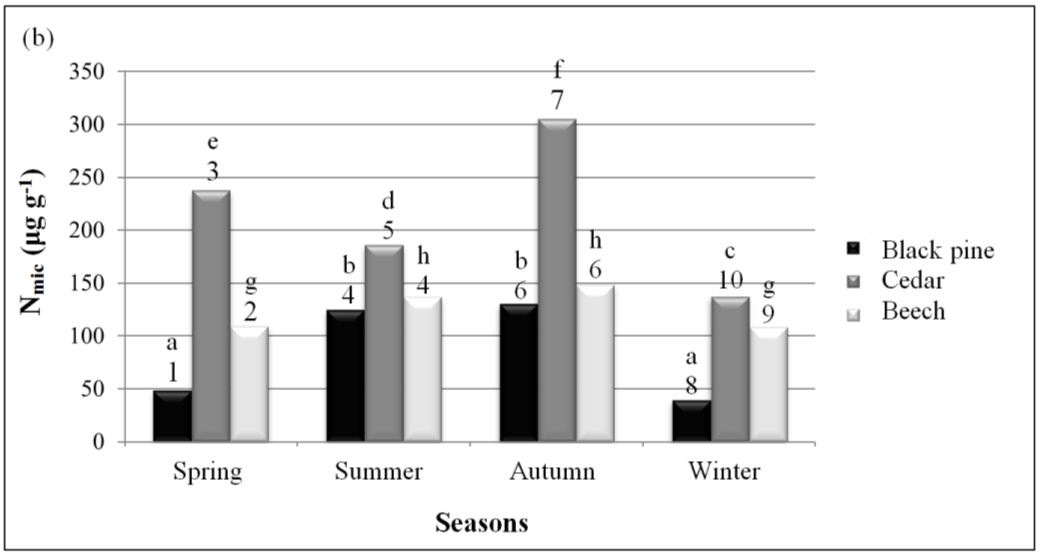 (b)
350
300
250
200
150
100
50
0
N_mic (µg g⁻¹)
a
1
e
3
g
2
b
4
d
5
h
4
b
6
f
7
h
6
a
8
c
10
g
9
Spring Summer Autumn Winter
Seasons
Black pine
Cedar
Beech